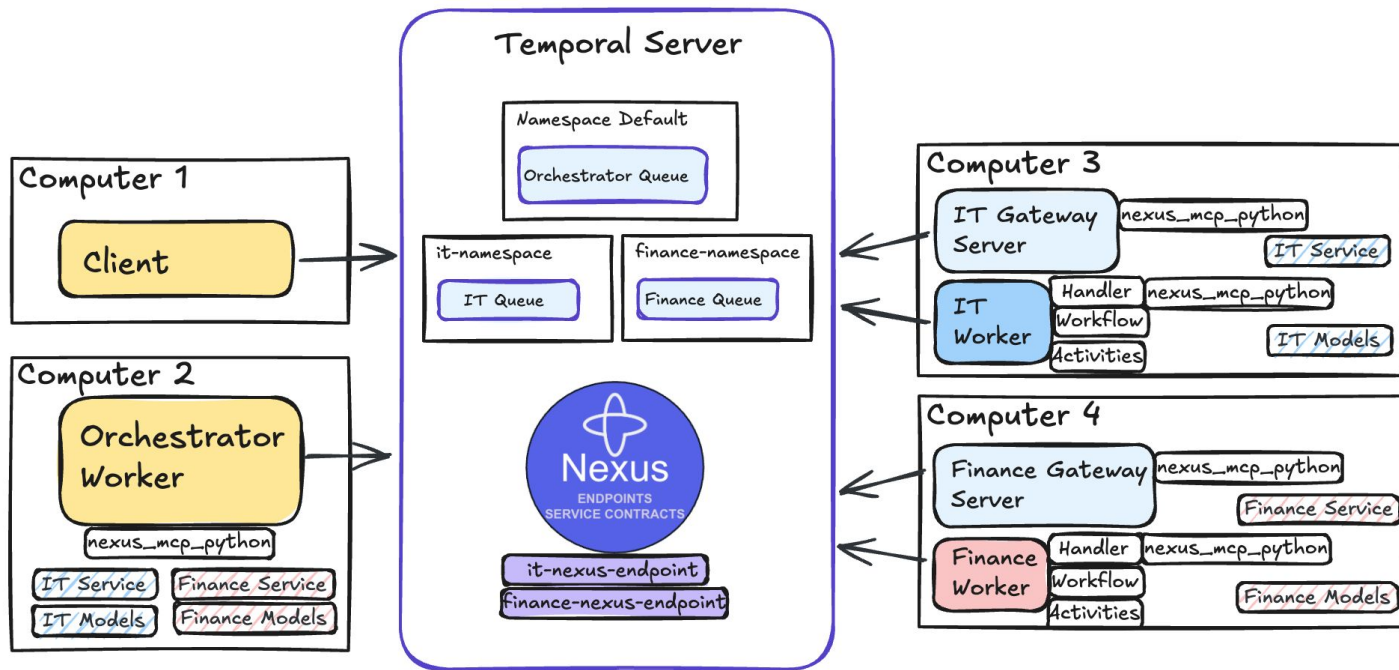 Temporal Server
Namespace Default
Orchestrator Queue
it-namespace
IT Queue
finance-namespace
Finance Queue
Nexus
ENDPOINTS
SERVICE CONTRACTS
it-nexus-endpoint
finance-nexus-endpoint
Computer 1
Client
Computer 2
Orchestrator
Worker
nexus_mcp_python
IT Service
Finance Service
IT Models
Finance Models
Computer 3
IT Gateway
Server
nexus_mcp_python
IT Service
IT
Worker
Handler
nexus_mcp_python
Workflow
Activities
IT Models
Computer 4
Finance Gateway
Server
nexus_mcp_python
Finance Service
Finance
Worker
Handler
nexus_mcp_python
Workflow
Activities
Finance Models